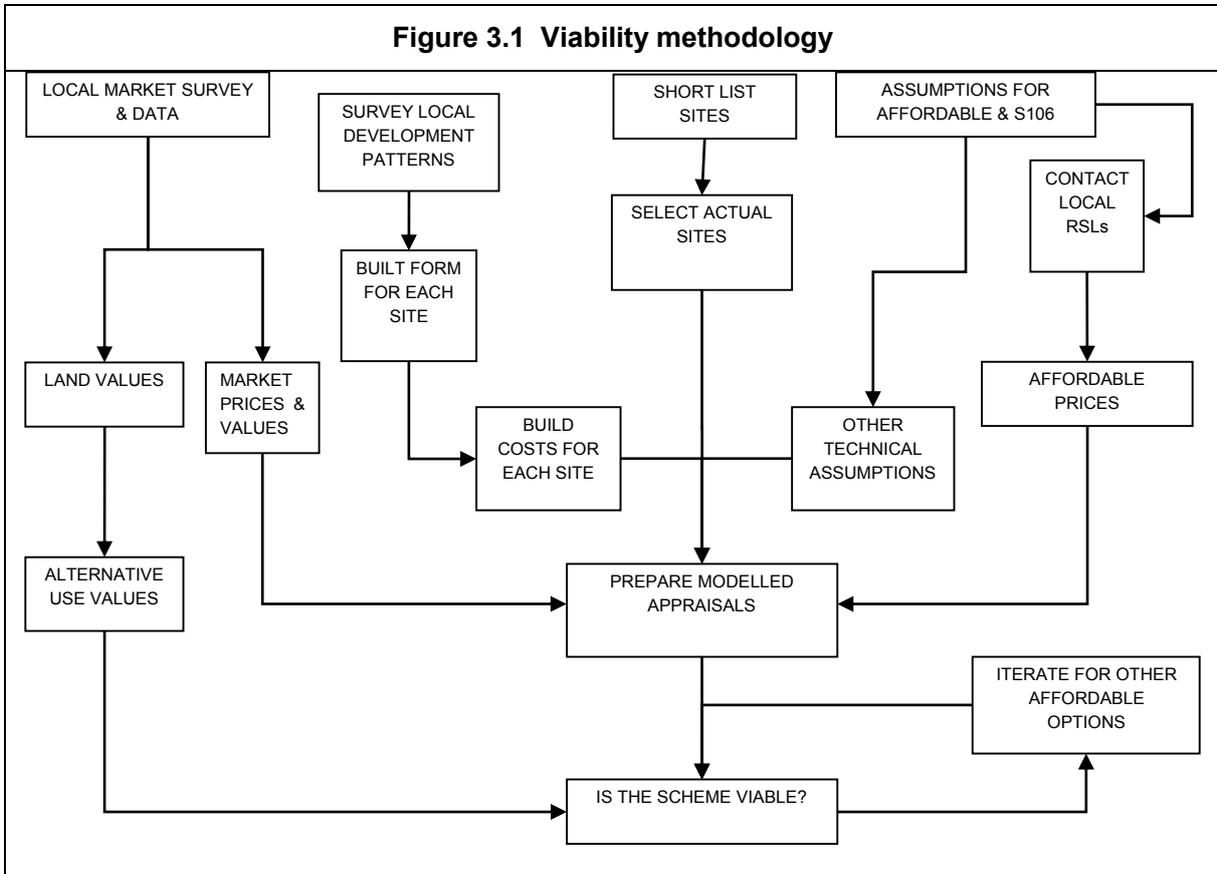 Figure 3.1 Viability methodology
LOCAL MARKET SURVEY
& DATA
SURVEY LOCAL
DEVELOPMENT
PATTERNS
SHORT LIST
SITES
ASSUMPTIONS FOR
AFFORDABLE & S106
CONTACT
LOCAL
RSLs
SELECT ACTUAL
SITES
BUILT FORM
FOR EACH
SITE
LAND VALUES
MARKET
PRICES &
VALUES
AFFORDABLE
PRICES
BUILD
COSTS FOR
EACH SITE
OTHER
TECHNICAL
ASSUMPTIONS
ALTERNATIVE
USE VALUES
PREPARE MODELLED
APPRAISALS
ITERATE FOR OTHER
AFFORDABLE
OPTIONS
IS THE SCHEME VIABLE?